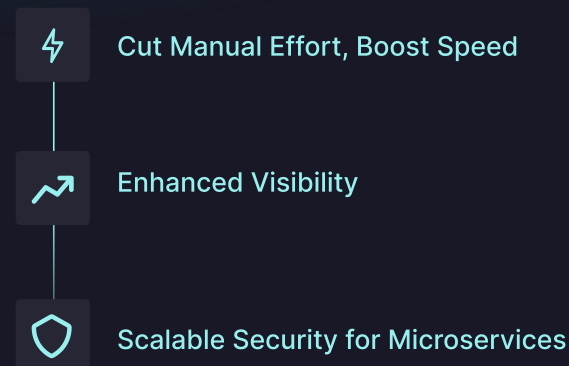 Cut Manual Effort, Boost Speed
Enhanced Visibility
Scalable Security for Microservices